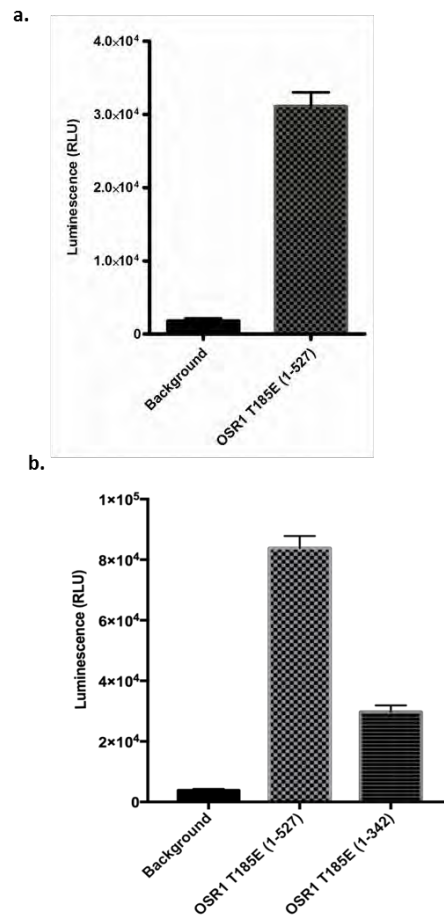 a.
4.0×10⁴
3.0×10⁴
2.0×10⁴
1.0×10⁴
0
Luminescence (RLU)
Background
OSR1 T185E (1-527)
b.
1×10⁵
8×10⁴
6×10⁴
4×10⁴
2×10⁴
0
Luminescence (RLU)
Background
OSR1 T185E (1-527)
OSR1 T185E (1-342)